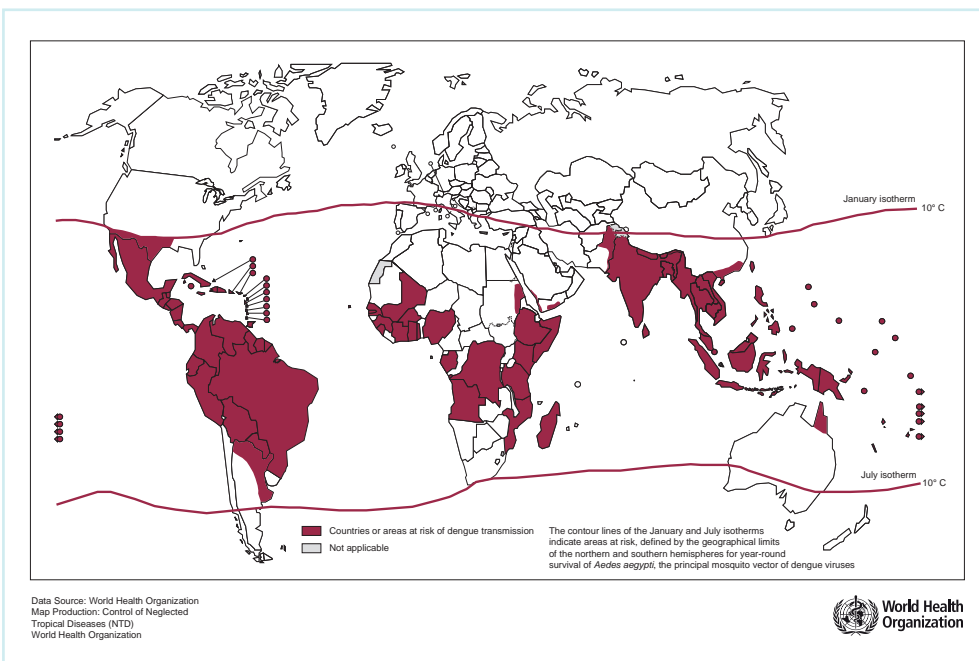 January isotherm
10° C
July isotherm
10° C
Countries or areas at risk of dengue transmission
Not applicable
The contour lines of the January and July isotherms
indicate areas at risk, defined by the geographical limits
of the northern and southern hemispheres for year-round
survival of Aedes aegypti, the principal mosquito vector of dengue viruses
Data Source: World Health Organization
Map Production: Control of Neglected
Tropical Diseases (NTD)
World Health Organization
World Health
Organization